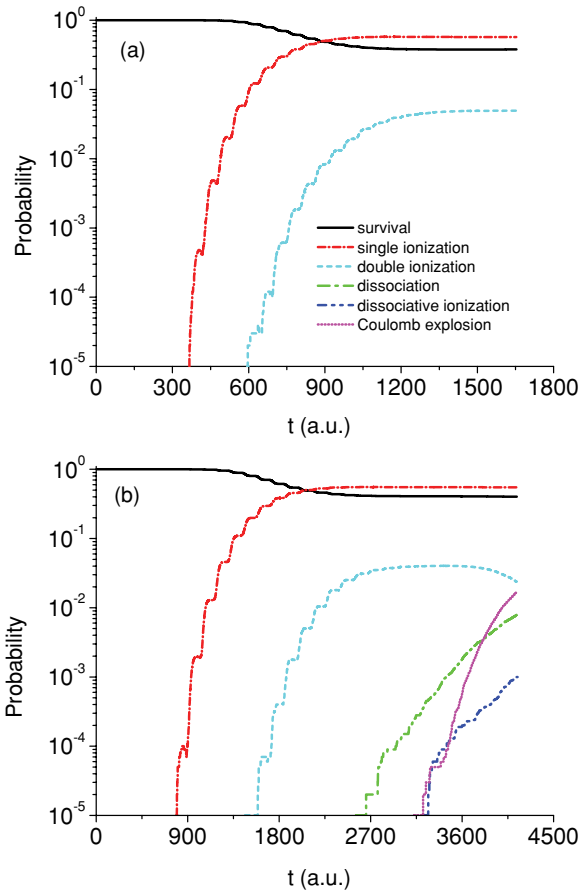 10^0
(a)
10^-1
10^-2
Probability
survival
single ionization
10^-3
double ionization
dissociation
10^-4
dissociative ionization
Coulomb explosion
10^-5
0 300 600 900 1200 1500 1800
t (a.u.)
10^0
(b)
10^-1
10^-2
Probability
10^-3
10^-4
10^-5
0 900 1800 2700 3600 4500
t (a.u.)